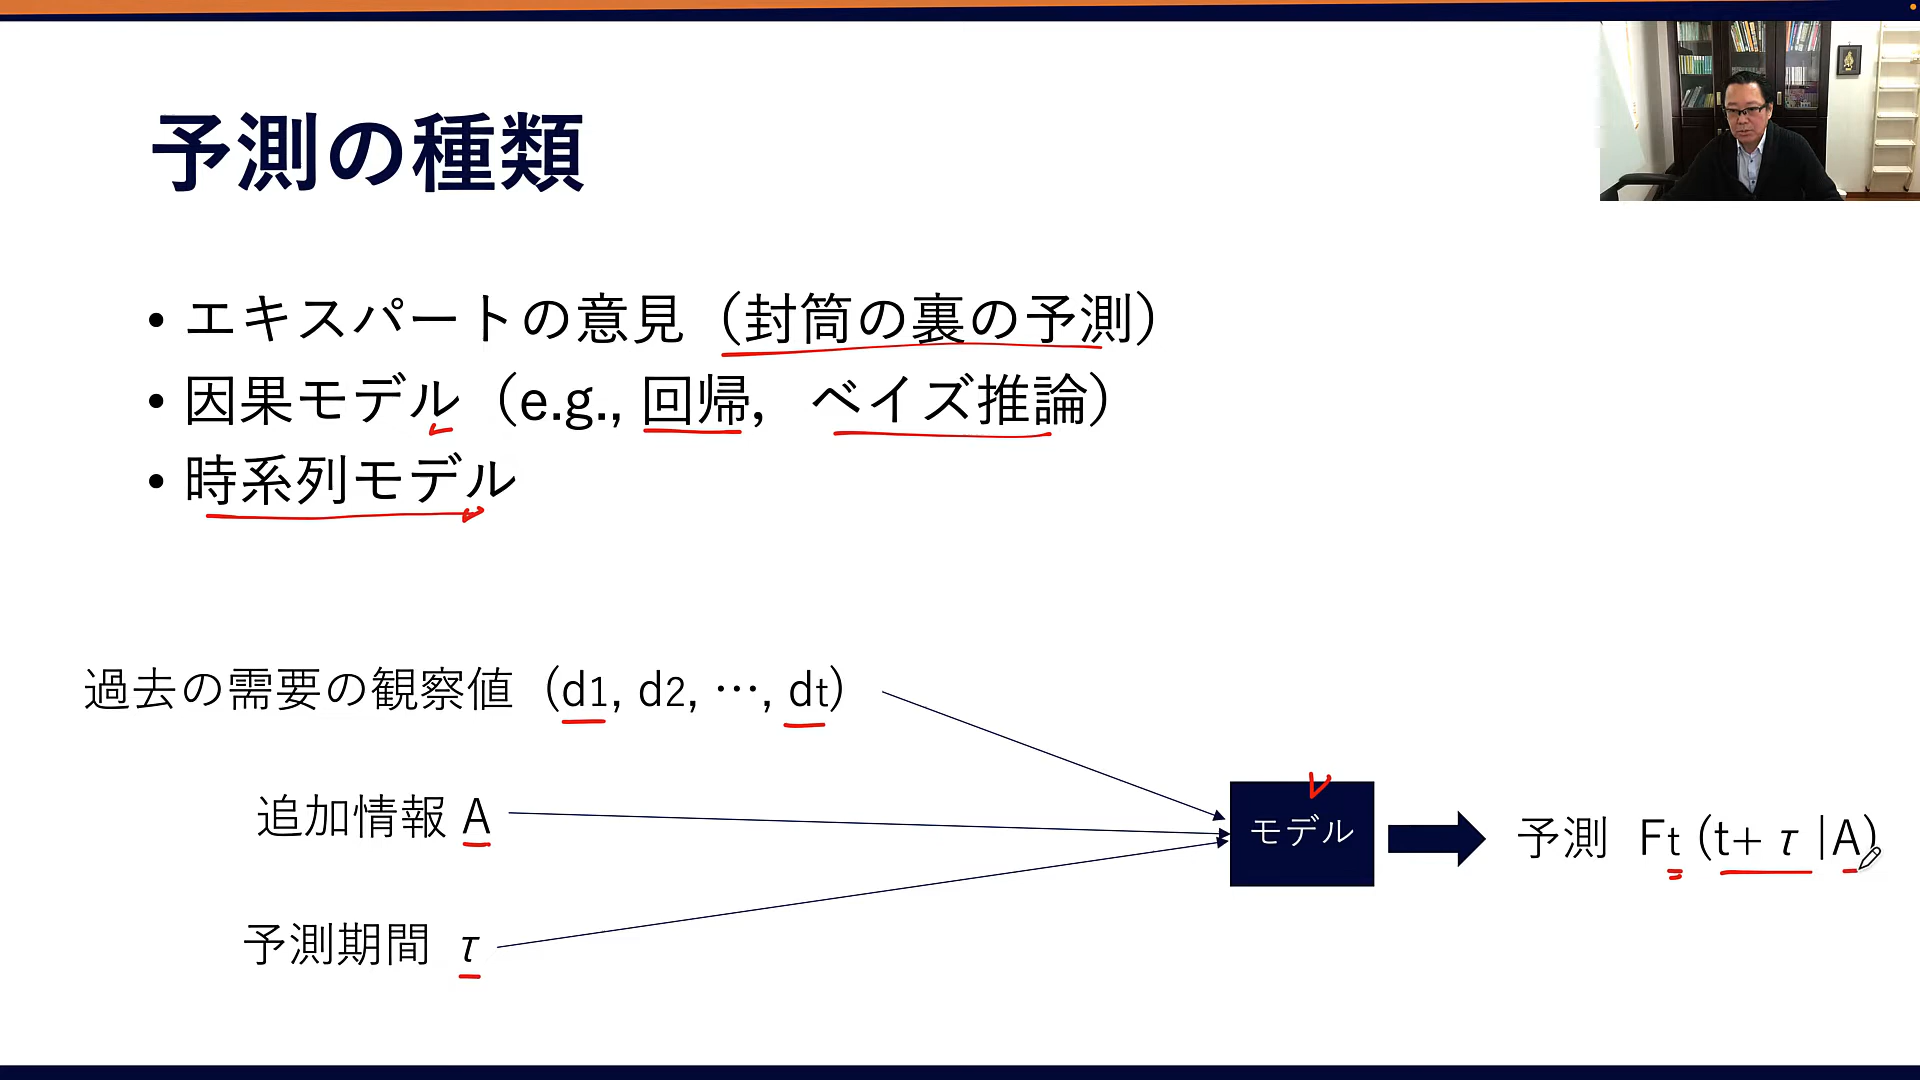 予測の種類
• エキスパートの意見（封筒の裏の予測）
• 因果モデル（e.g., 回帰, ベイズ推論）
• 時系列モデル
過去の需要の観察値（d1, d2, …, dt）
追加情報 A
予測期間 τ
モデル
予測 Ft (t+ τ |A)